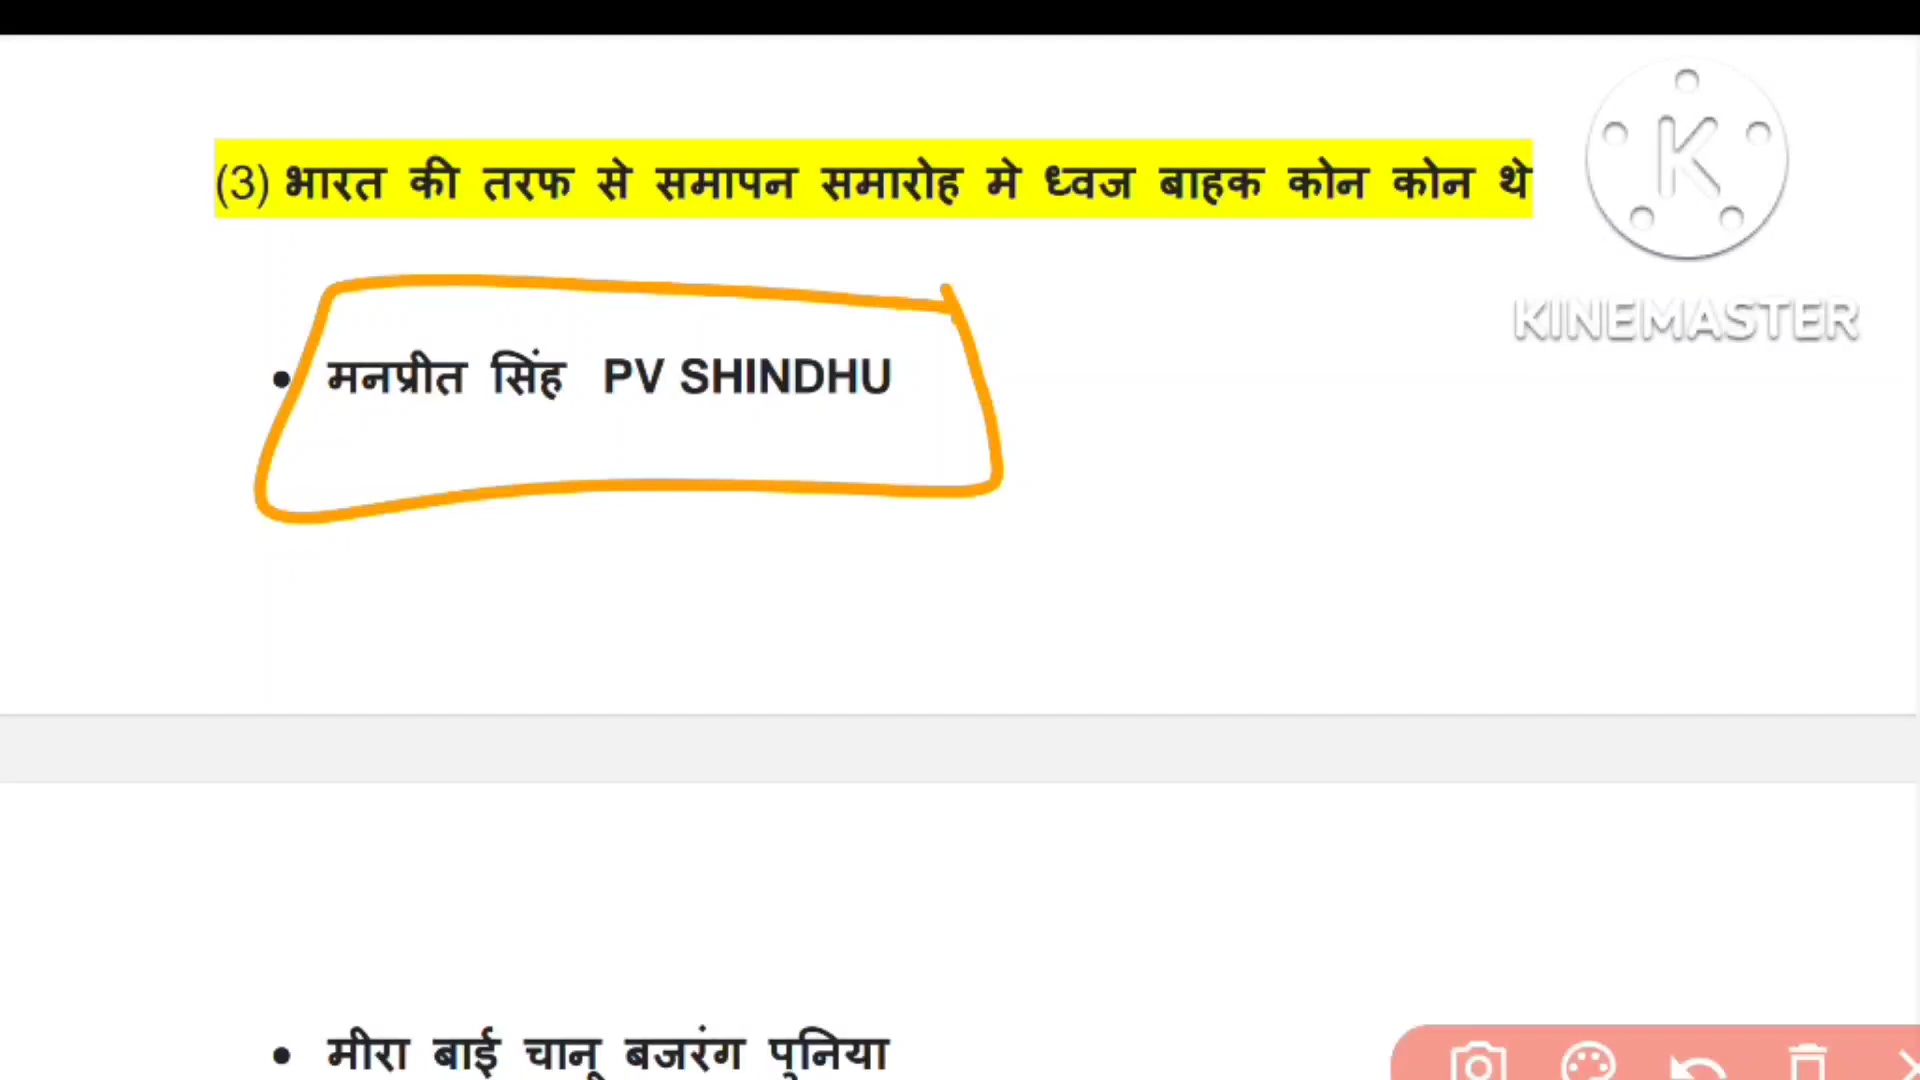 (3) भारत की तरफ से समापन समारोह मे ध्वज बाहक कोन कोन थे
K
KINEMASTER
• मनप्रीत सिंह PV SHINDHU
• मीरा बाई चानू बजरंग पुनिया